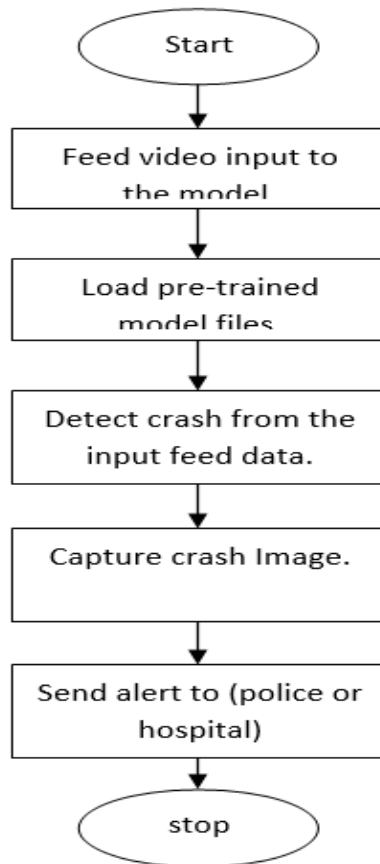 Start
Feed video input to
the model
Load pre-trained
model files
Detect crash from the
input feed data.
Capture crash Image.
Send alert to (police or
hospital)
stop